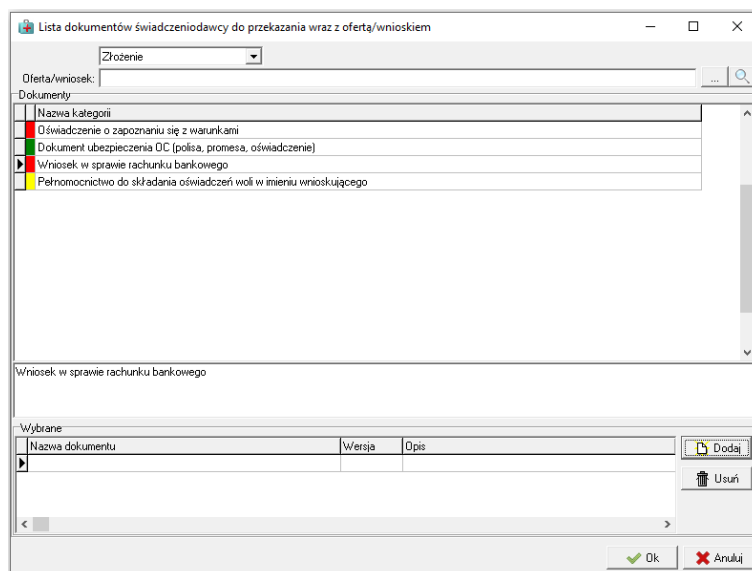 Lista dokumentów świadczeniodawcy do przekazania wraz z ofertą/wnioskiem
Złożenie
Oferta/wniosek:
...
Dokumenty
Nazwa kategorii
Oświadczenie o zapoznaniu się z warunkami
Dokument ubezpieczenia OC (polisa, promesa, oświadczenie)
Wniosek w sprawie rachunku bankowego
Pełnomocnictwo do składania oświadczeń woli w imieniu wnioskującego
Wniosek w sprawie rachunku bankowego
Wybrane
Nazwa dokumentu Wersja Opis
Dodaj
Usuń
Ok Anuluj